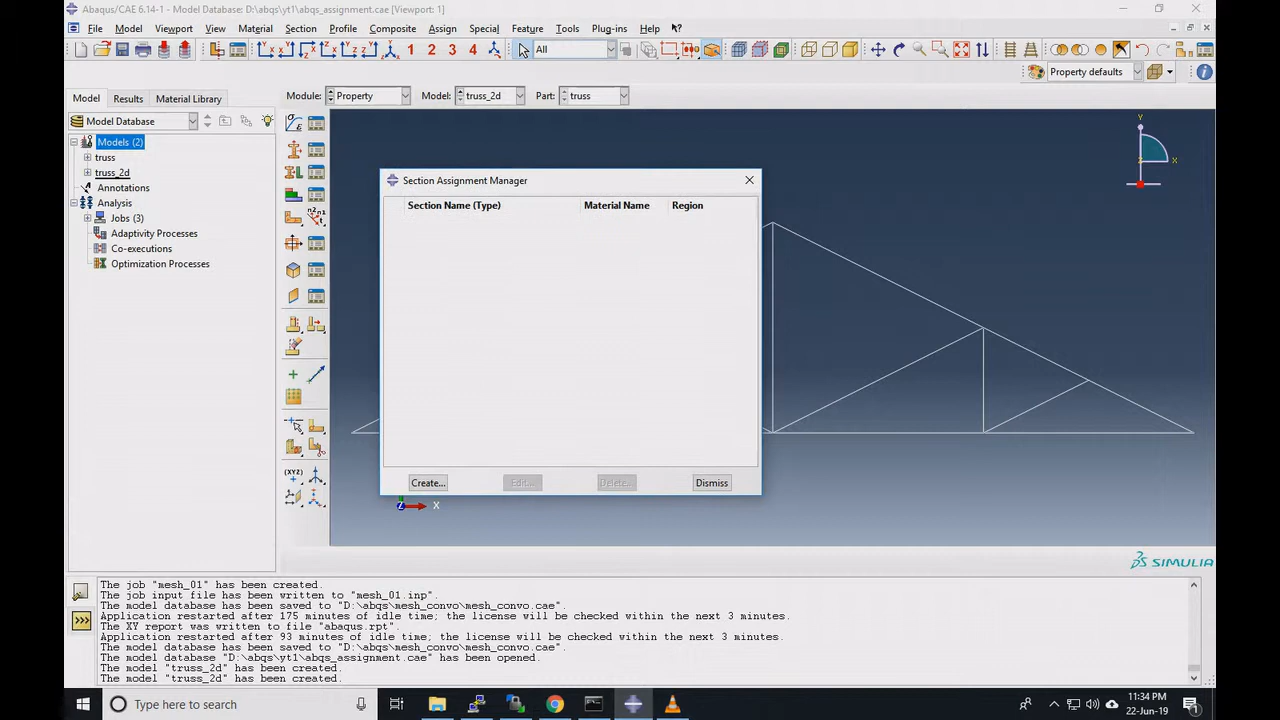 Abaqus/CAE 6.14-1 - Model Database: D:\abqs\yt1\abqs_assignment.cae [Viewport: 1]
File Model Viewport View Material Section Profile Composite Assign Special Feature Tools Plug-ins Help
1 2 3 4 All
Property defaults
Model Results Material Library Module: Property Model: truss_2d Part: truss
Model Database
Models (2)
truss
truss_2d
Annotations
Analysis
Jobs (3)
Adaptivity Processes
Co-executions
Optimization Processes
Section Assignment Manager
Section Name (Type) Material Name Region
Create... Edit... Delete... Dismiss
Y
X
Z
Z X
SIMULIA
The job "mesh_01" has been created.
The job input file has been written to "mesh_01.inp".
The model database has been saved to "D:\abqs\mesh_convo\mesh_convo.cae".
Application restarted after 175 minutes of idle time; the license will be checked within the next 3 minutes.
The XY report was written to file "abaqus.rpt".
Application restarted after 93 minutes of idle time; the license will be checked within the next 3 minutes.
The model database has been saved to "D:\abqs\mesh_convo\mesh_convo.cae".
The model database "D:\abqs\yt1\abqs_assignment.cae" has been opened.
The model "truss_2d" has been created.
The model "truss_2d" has been created.
Type here to search
11:34 PM
22-Jun-19